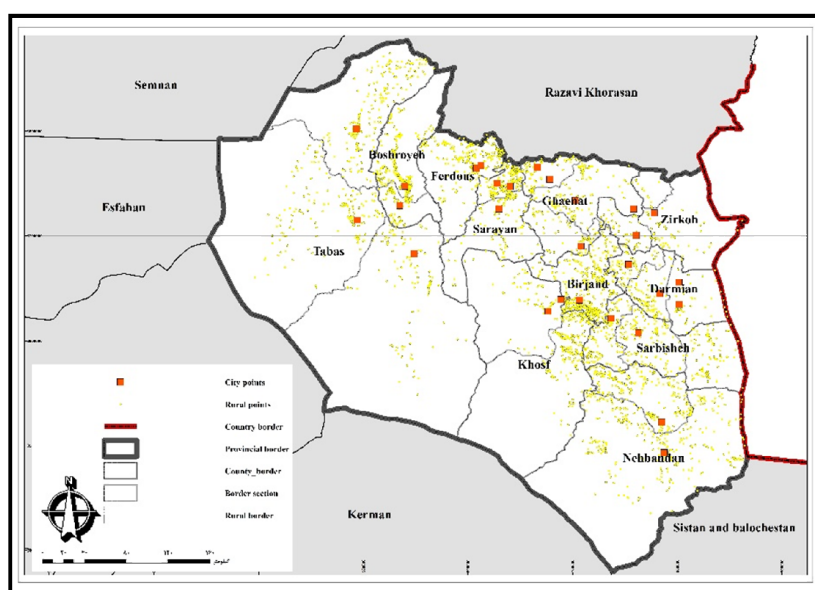 Semnan
Razavi Khorasan
Boshroyeh
Ferdous
Esfahan
Ghaenat
Zirkoh
Sarayan
Tabas
Birjand
Darmian
Sarbisheh
Khosf
City points
Rural points
Country border
Provincial border
County_border
Border section
Rural border
Nehbandan
N
Kerman
Sistan and balochestan
کیلومتر